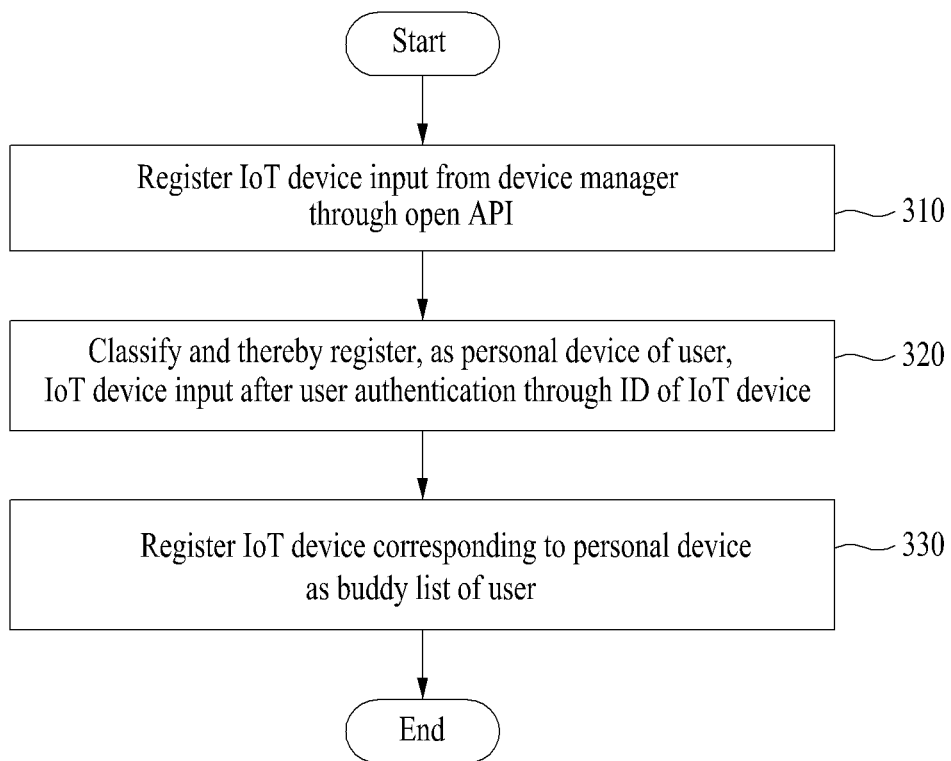 Start
Register IoT device input from device manager
through open API
310
Classify and thereby register, as personal device of user,
IoT device input after user authentication through ID of IoT device
320
Register IoT device corresponding to personal device
as buddy list of user
330
End